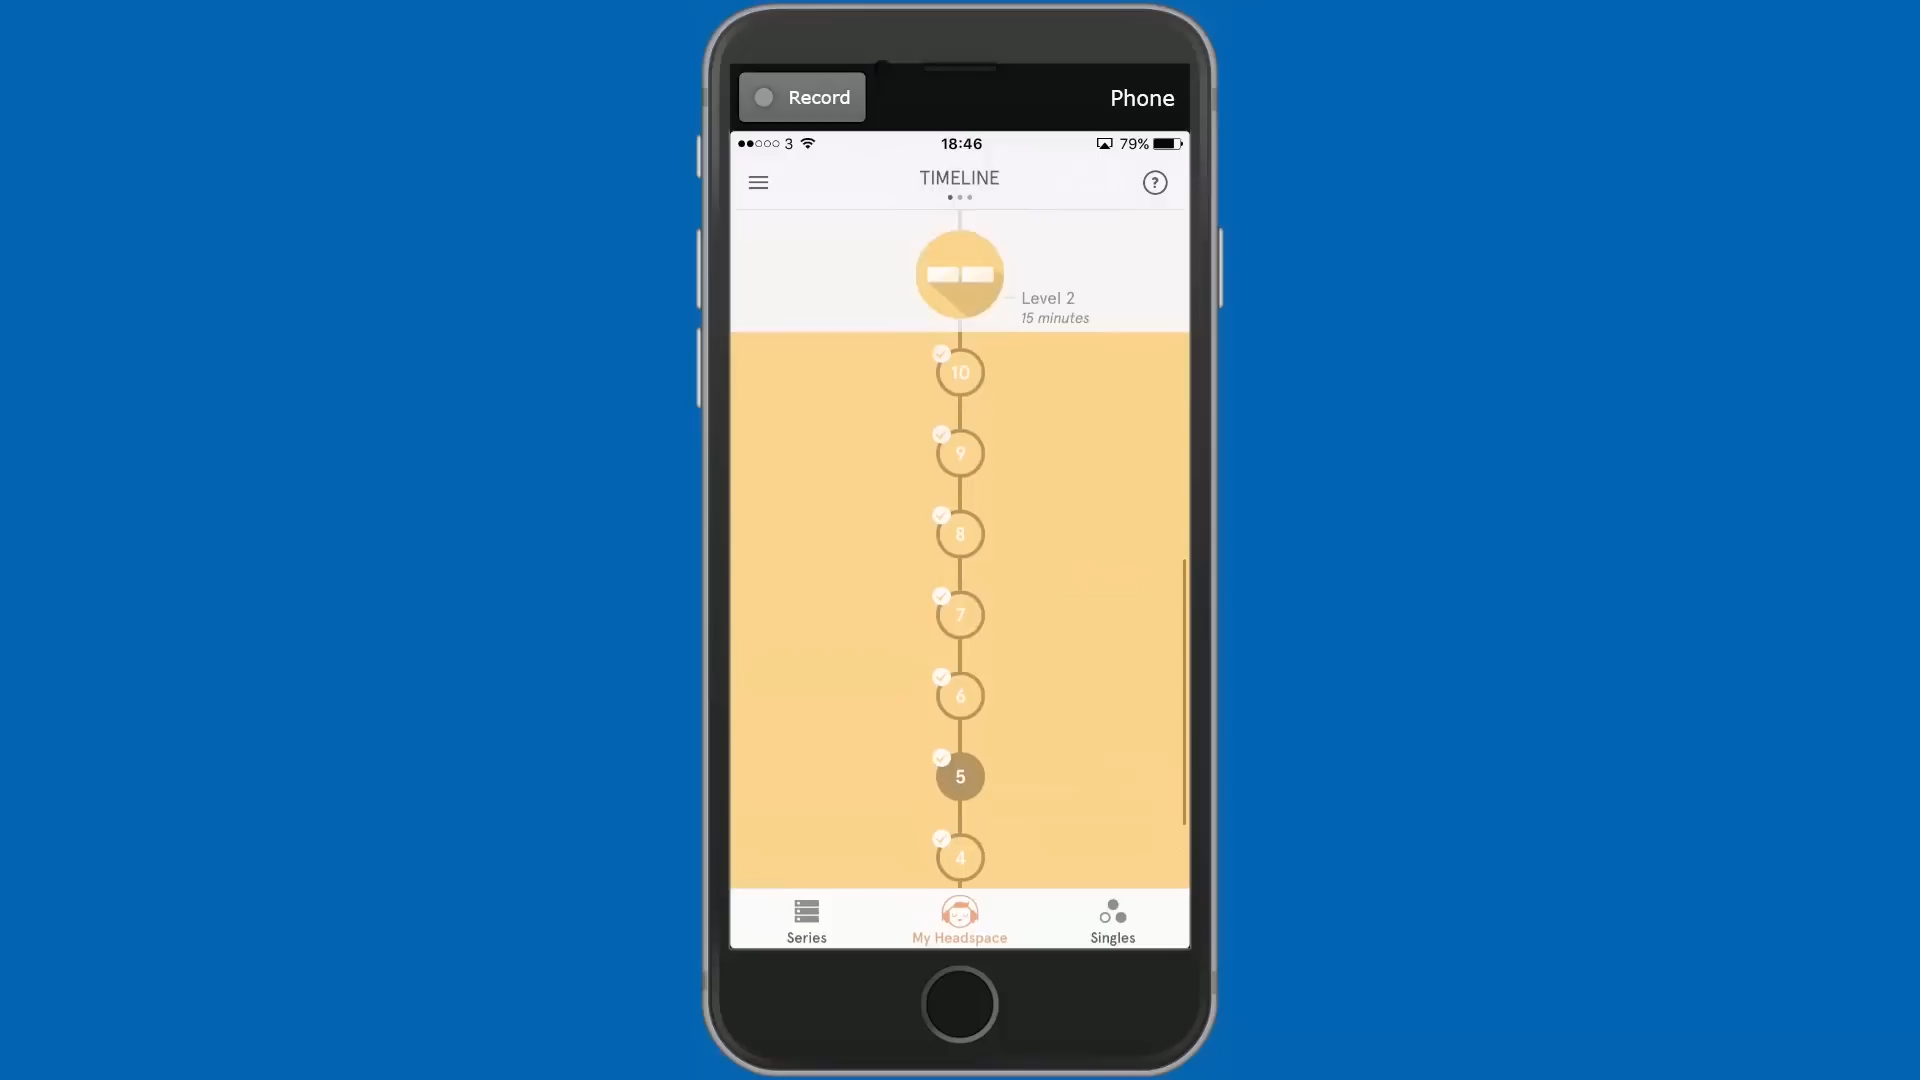 Record
Phone
3
18:46
79%
TIMELINE
?
Level 2
15 minutes
10
9
8
7
6
5
4
Series
My Headspace
Singles